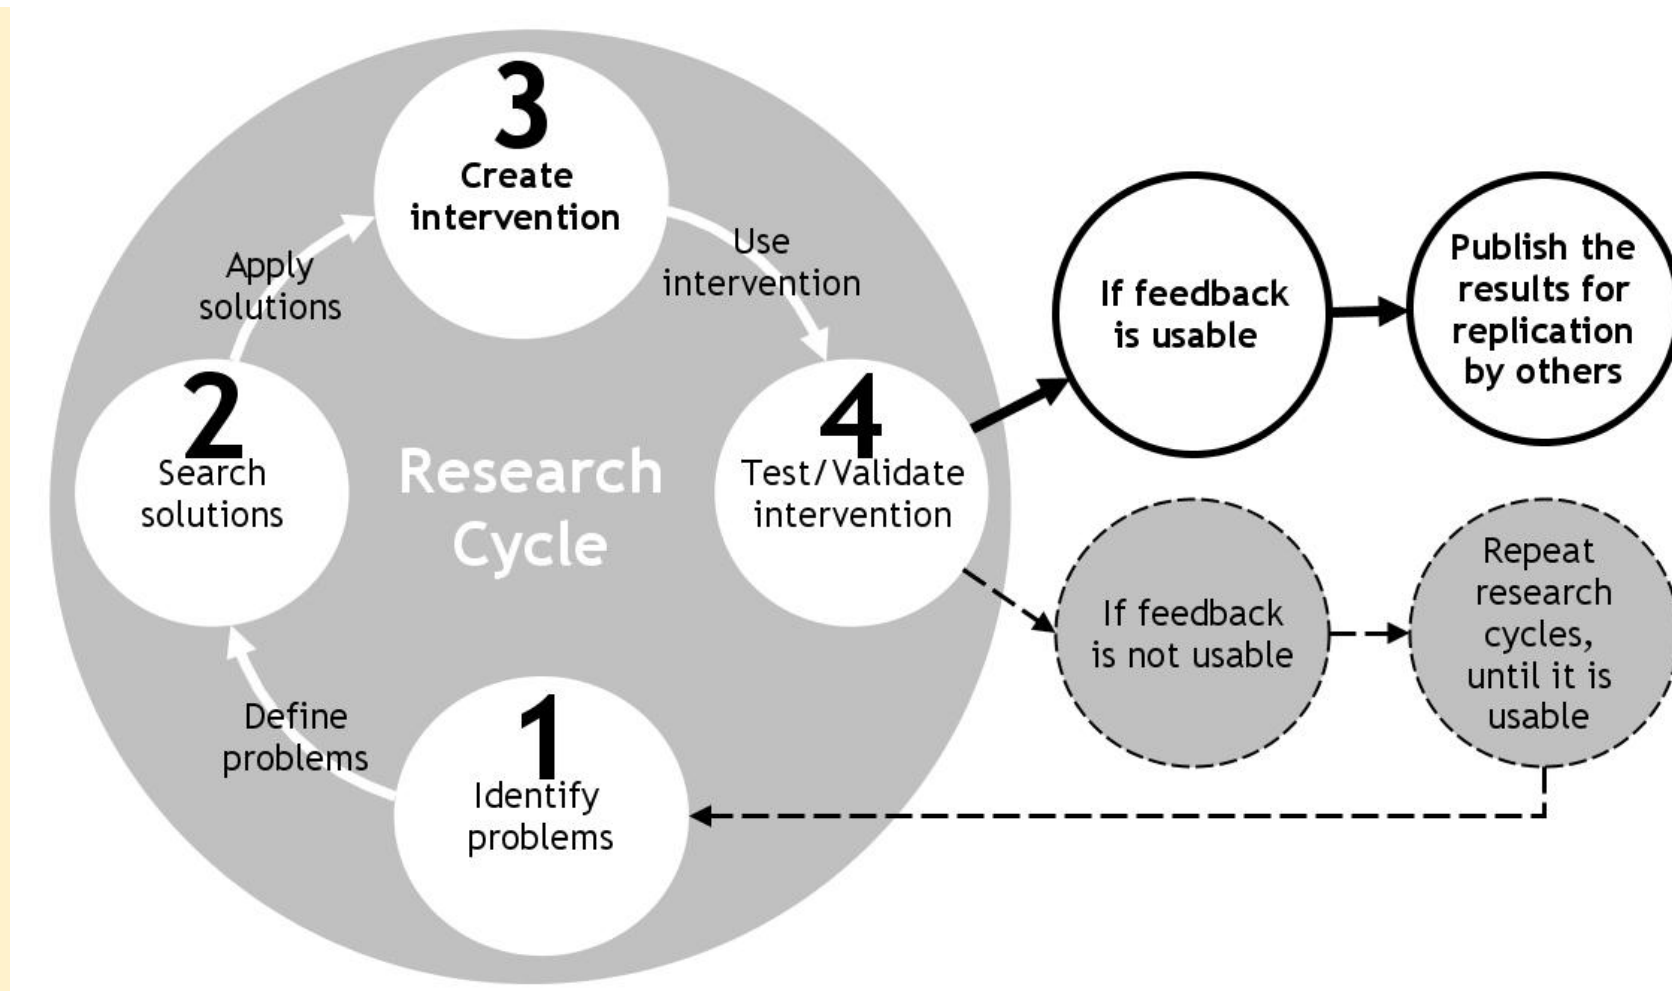 3
Create
intervention
Use
intervention
Apply
solutions
2
Search
solutions
Research
Cycle
4
Test/Validate
intervention
Define
problems
1
Identify
problems
If feedback
is usable
Publish the
results for
replication
by others
If feedback
is not usable
Repeat
research
cycles,
until it is
usable